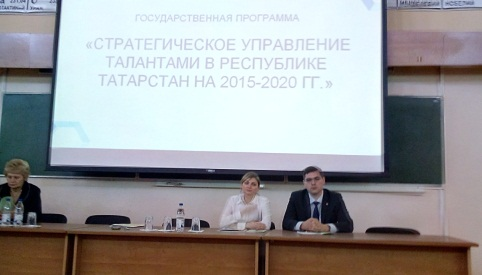 ГОСУДАРСТВЕННАЯ ПРОГРАММА
«СТРАТЕГИЧЕСКОЕ УПРАВЛЕНИЕ
ТАЛАНТАМИ В РЕСПУБЛИКЕ
ТАТАРСТАН НА 2015-2020 ГГ.»